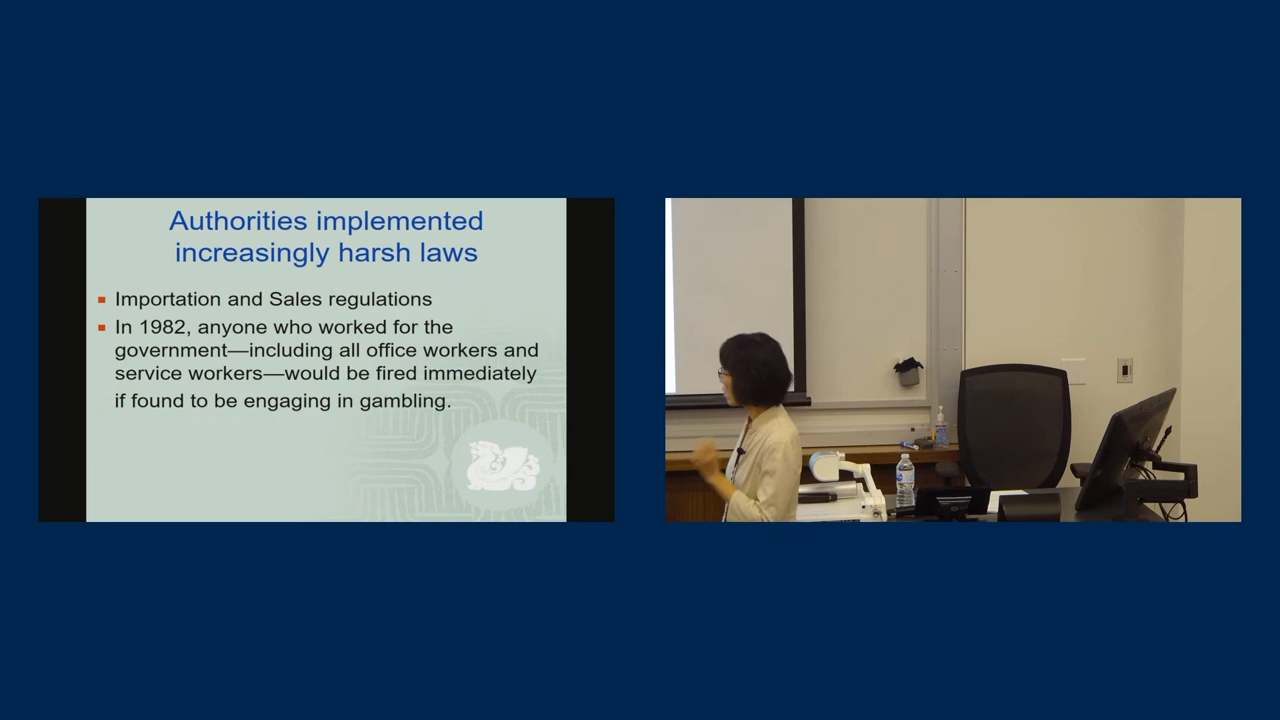 Authorities implemented
increasingly harsh laws
Importation and Sales regulations
In 1982, anyone who worked for the
government—including all office workers and
service workers—would be fired immediately
if found to be engaging in gambling.